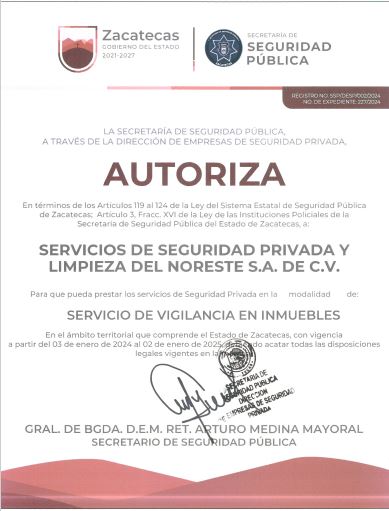 Zacatecas
GOBIERNO DEL ESTADO
2021-2027
SECRETARÍA DE
SEGURIDAD
PÚBLICA
REGISTRO NO: SSP/DESP/002/2024
NO. DE EXPEDIENTE: 227/2024
LA SECRETARÍA DE SEGURIDAD PÚBLICA,
A TRAVÉS DE LA DIRECCIÓN DE EMPRESAS DE SEGURIDAD PRIVADA,
AUTORIZA
En términos de los Artículos 119 al 124 de la Ley del Sistema Estatal de Seguridad Pública
de Zacatecas; Artículo 3, Fracc. XVI de la Ley de las Instituciones Policiales de la
Secretaría de Seguridad Pública del Estado de Zacatecas, a:
SERVICIOS DE SEGURIDAD PRIVADA Y
LIMPIEZA DEL NORESTE S.A. DE C.V.
Para que pueda prestar los servicios de Seguridad Privada en la modalidad de:
SERVICIO DE VIGILANCIA EN INMUEBLES
En el ámbito territorial que comprende el Estado de Zacatecas, con vigencia
a partir del 03 de enero de 2024 al 02 de enero de 2025, acatar todas las disposiciones
legales vigentes en la
SECRETARÍA DE
SEGURIDAD PUBLICA
DIRECCION
DE EMPRESAS DE SEGURIDAD
PRIVADA
GRAL. DE BGDA. D.E.M. RET. ARTURO MEDINA MAYORAL
SECRETARIO DE SEGURIDAD PÚBLICA